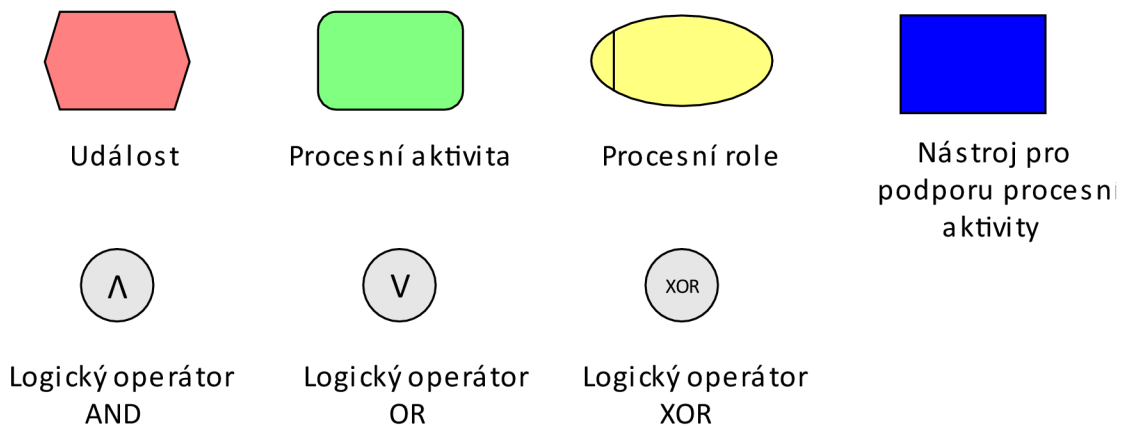 Událost
Procesní aktivita
Procesní role
Nástroj pro
podporu procesní
aktivity
Λ
V
XOR
Logický operátor
AND
Logický operátor
OR
Logický operátor
XOR